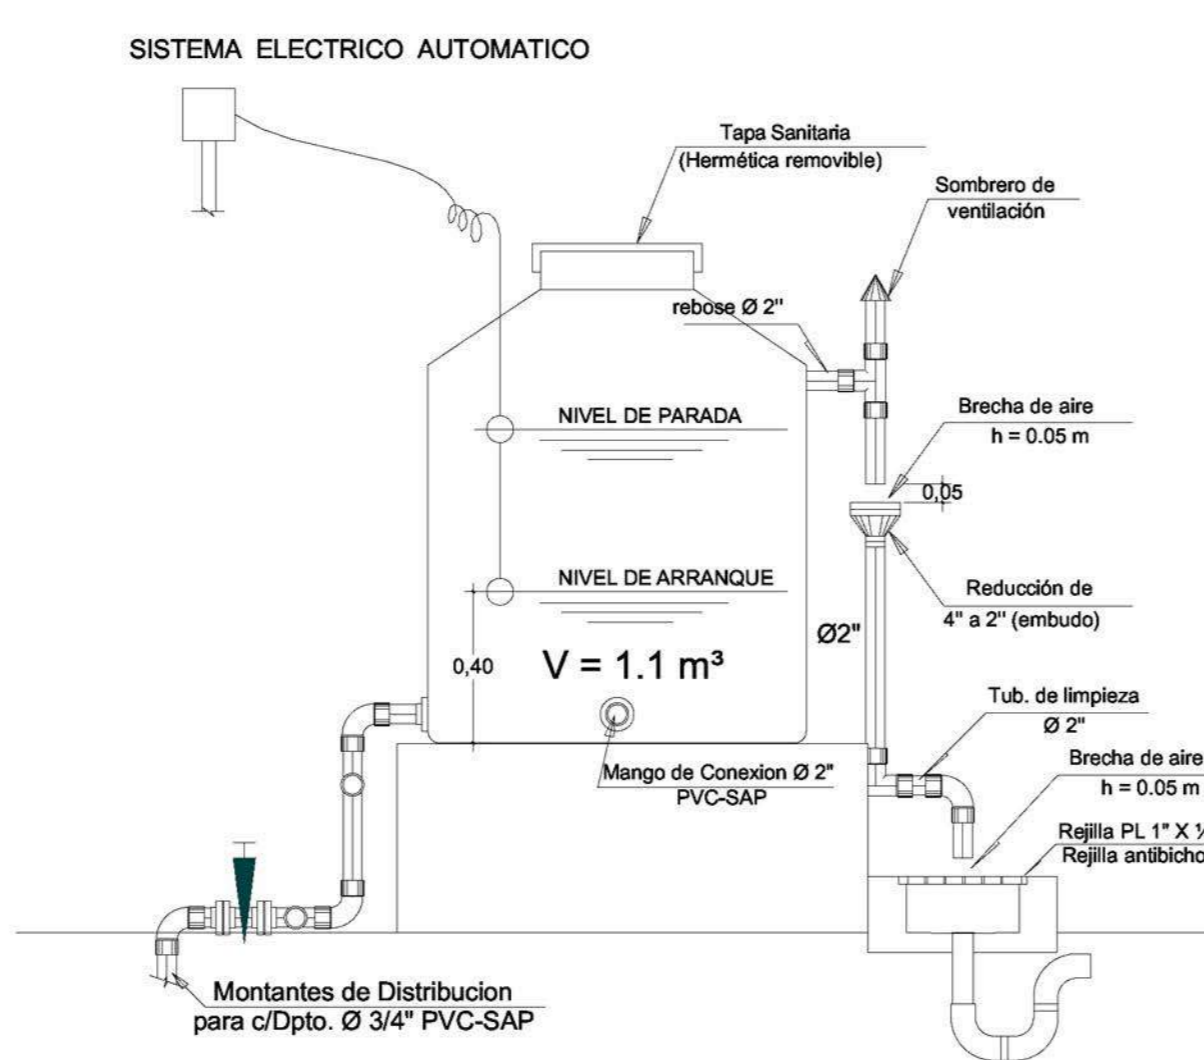 SISTEMA ELECTRICO AUTOMATICO
Tapa Sanitaria
(Hermética removible)
Sombrero de
ventilación
rebose Ø 2"
Brecha de aire
h = 0.05 m
NIVEL DE PARADA
0,05
NIVEL DE ARRANQUE
Reducción de
4" a 2" (embudo)
Ø2"
0,40
V = 1.1 m³
Tub. de limpieza
Ø 2"
Mango de Conexion Ø 2"
PVC-SAP
Brecha de aire
h = 0.05 m
Rejilla PL 1" X
Rejilla antibicho
Montantes de Distribucion
para c/Dpto. Ø 3/4" PVC-SAP